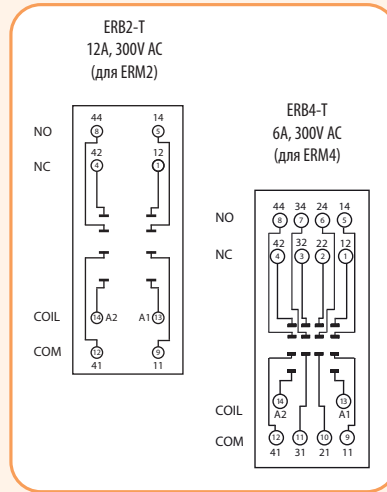 ERB2-T
12A, 300V AC
(для ERM2)
44 14
NO 8 5
42 12
NC 4 1
COIL 14 A2 A1 13
COM 12 9
41 11
ERB4-T
6A, 300V AC
(для ERM4)
44 34 24 14
NO 8 7 6 5
42 32 22 12
NC 4 3 2 1
14 13
COIL A2 A1
COM 12 11 10 9
41 31 21 11